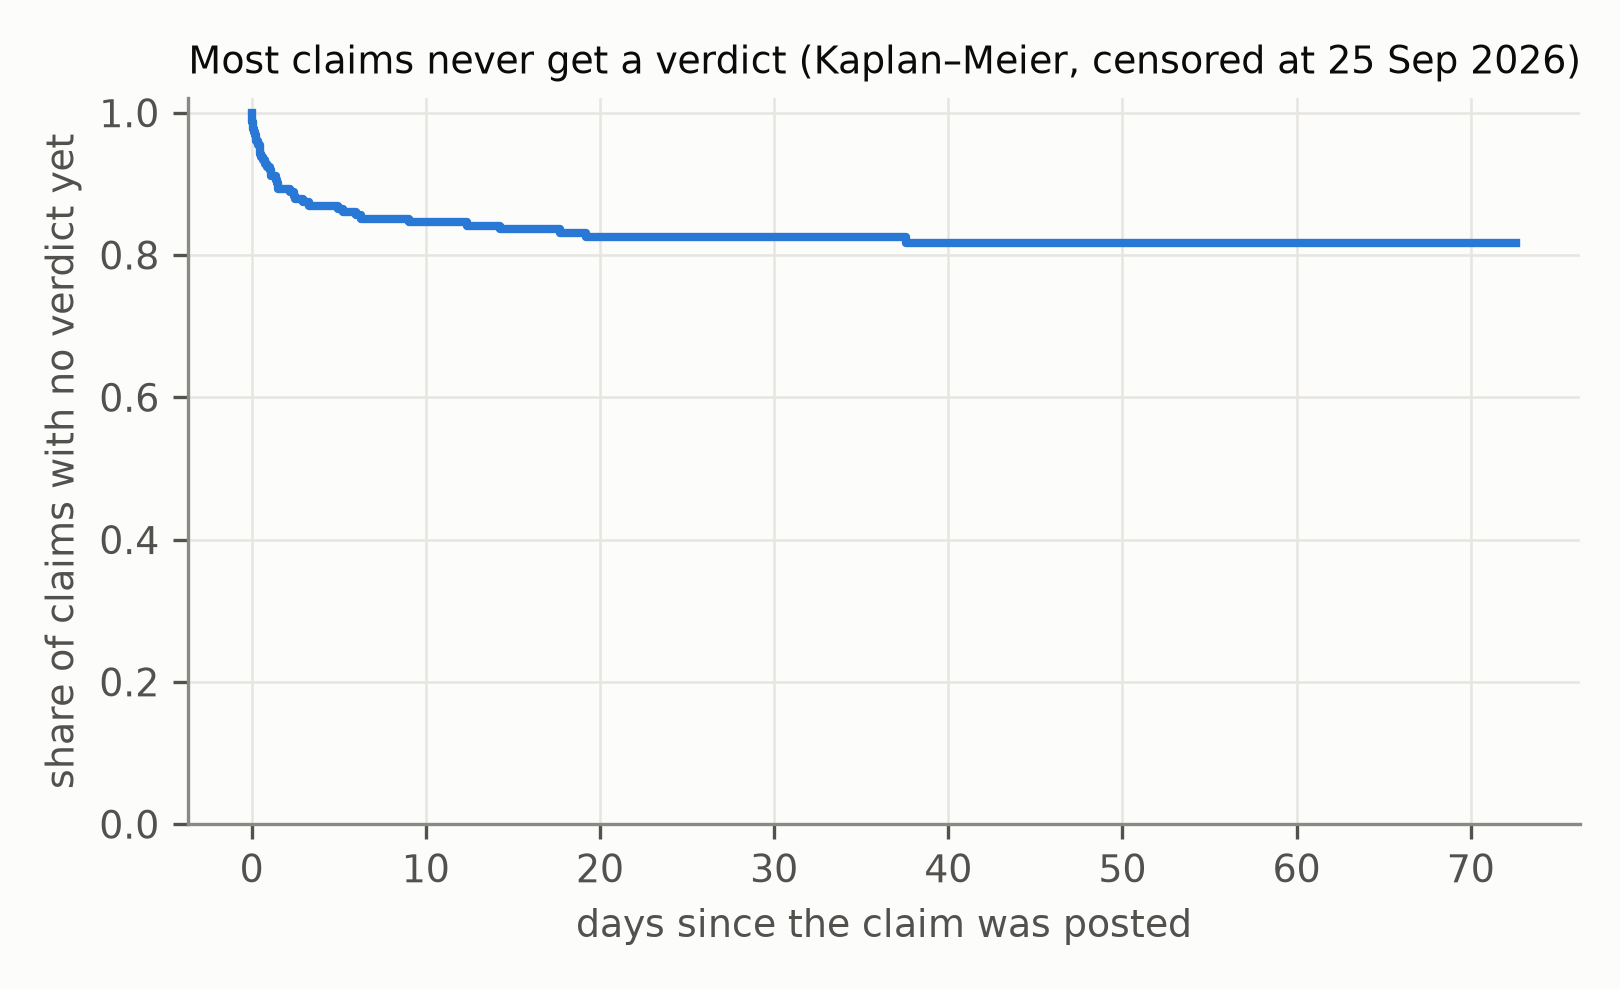 Most claims never get a verdict (Kaplan–Meier, censored at 25 Sep 2026)
share of claims with no verdict yet
1.0
0.8
0.6
0.4
0.2
0.0
0 10 20 30 40 50 60 70
days since the claim was posted